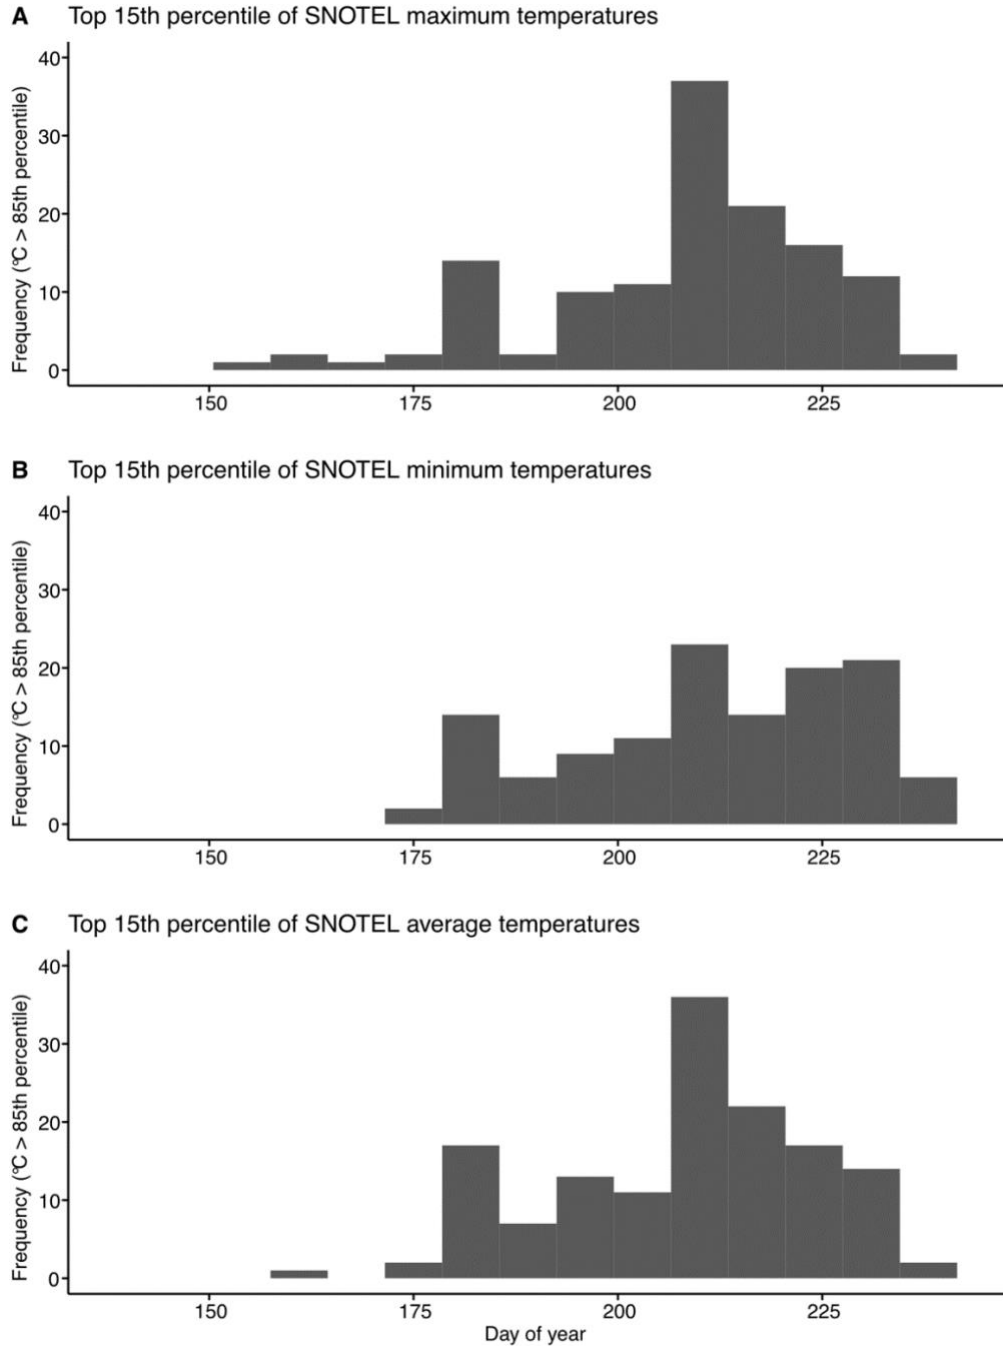 A Top 15th percentile of SNOTEL maximum temperatures
Frequency (°C > 85th percentile)
40
30
20
10
0
150 175 200 225
B Top 15th percentile of SNOTEL minimum temperatures
Frequency (°C > 85th percentile)
40
30
20
10
0
150 175 200 225
C Top 15th percentile of SNOTEL average temperatures
Frequency (°C > 85th percentile)
40
30
20
10
0
150 175 200 225
Day of year